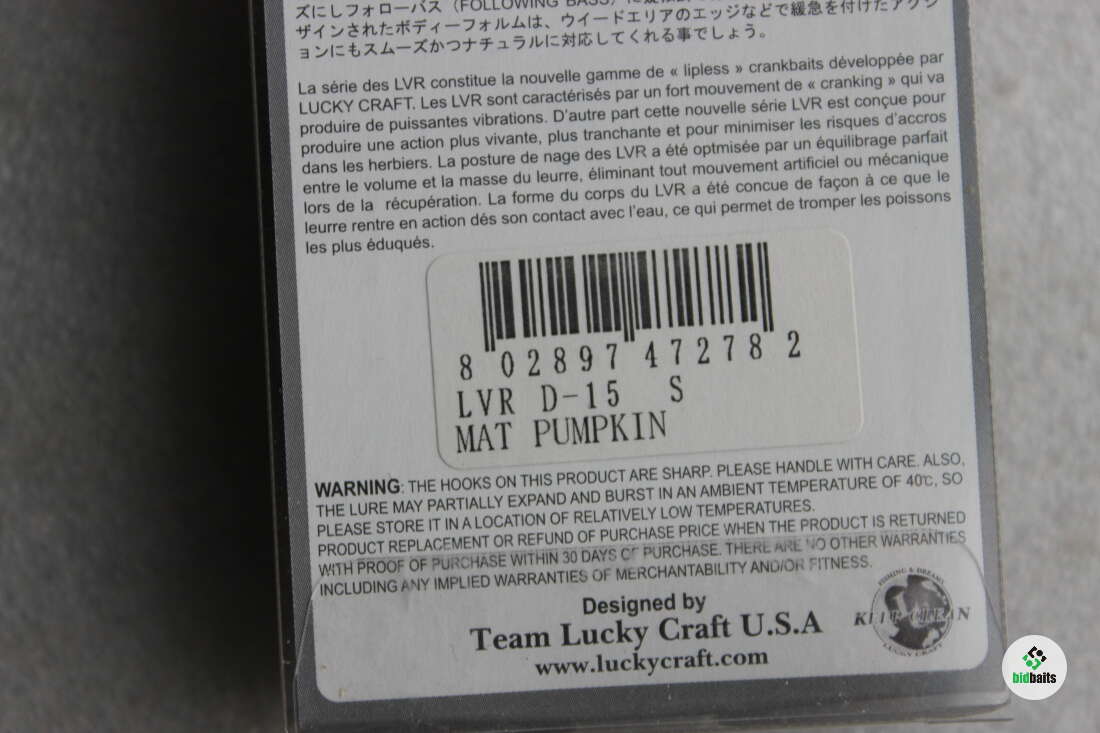 ズにしフォローバス（FOLLOWING BASS）に
ザインされたボディーフォルムは、ウイードエリアのエッジなどで緩急を付けたアクシ
ョンにもスムーズかつナチュラルに対応してくれる事でしょう。
La série des LVR constitue la nouvelle gamme de « lipless » crankbaits développée par
LUCKY CRAFT. Les LVR sont caractérisés par un fort mouvement de « cranking » qui va
produire de puissantes vibrations. D'autre part cette nouvelle série LVR est conçue pour
produire une action plus vivante, plus tranchante et pour minimiser les risques d'accros
dans les herbiers. La posture de nage des LVR a été optmisée par un équilibrage parfait
entre le volume et la masse du leurre, éliminant tout mouvement artificiel ou mécanique
lors de la récupération. La forme du corps du LVR a été concue de façon à ce que le
leurre rentre en action dés son contact avec l'eau, ce qui permet de tromper les poissons
les plus éduqués.
8 02897 47278 2
LVR D-15 S
MAT PUMPKIN
WARNING: THE HOOKS ON THIS PRODUCT ARE SHARP. PLEASE HANDLE WITH CARE. ALSO,
THE LURE MAY PARTIALLY EXPAND AND BURST IN AN AMBIENT TEMPERATURE OF 40℃, SO
PLEASE STORE IT IN A LOCATION OF RELATIVELY LOW TEMPERATURES.
PRODUCT REPLACEMENT OR REFUND OF PURCHASE PRICE WHEN THE PRODUCT IS RETURNED
WITH PROOF OF PURCHASE WITHIN 30 DAYS OF PURCHASE. THERE ARE NO OTHER WARRANTIES
INCLUDING ANY IMPLIED WARRANTIES OF MERCHANTABILITY AND/OR FITNESS.
Designed by
Team Lucky Craft U.S.A
www.luckycraft.com
FISHING & DREAMS
KEEP CLEAN
LUCKY CRAFT
bidbaits